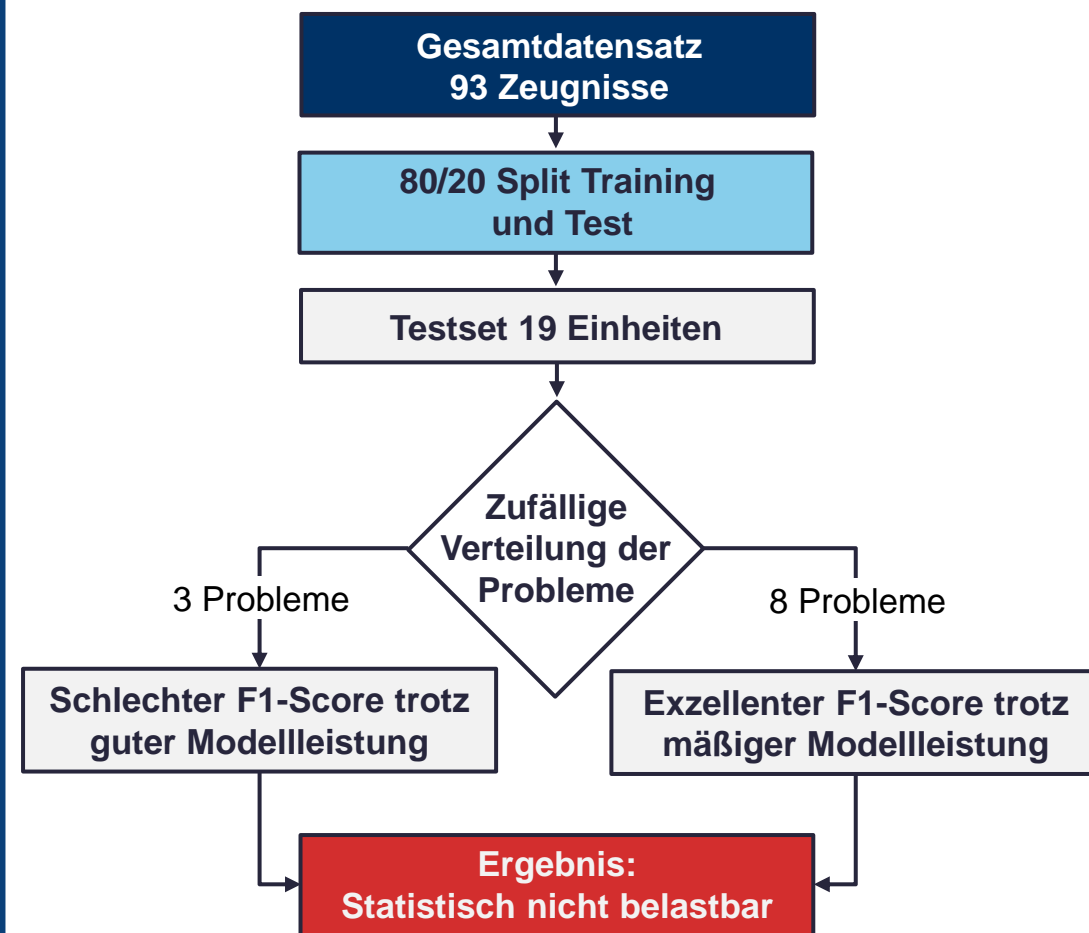 Gesamtdatensatz
93 Zeugnisse
80/20 Split Training
und Test
Testset 19 Einheiten
Zufällige
Verteilung der
Probleme
3 Probleme
8 Probleme
Schlechter F1-Score trotz
guter Modellleistung
Exzellenter F1-Score trotz
mäßiger Modellleistung
Ergebnis:
Statistisch nicht belastbar